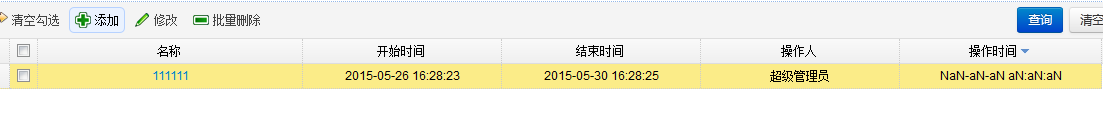 清空勾选 添加 修改 批量删除 查询 清空
名称 开始时间 结束时间 操作人 操作时间
111111 2015-05-26 16:28:23 2015-05-30 16:28:25 超级管理员 NaN-aN-aN aN:aN:aN